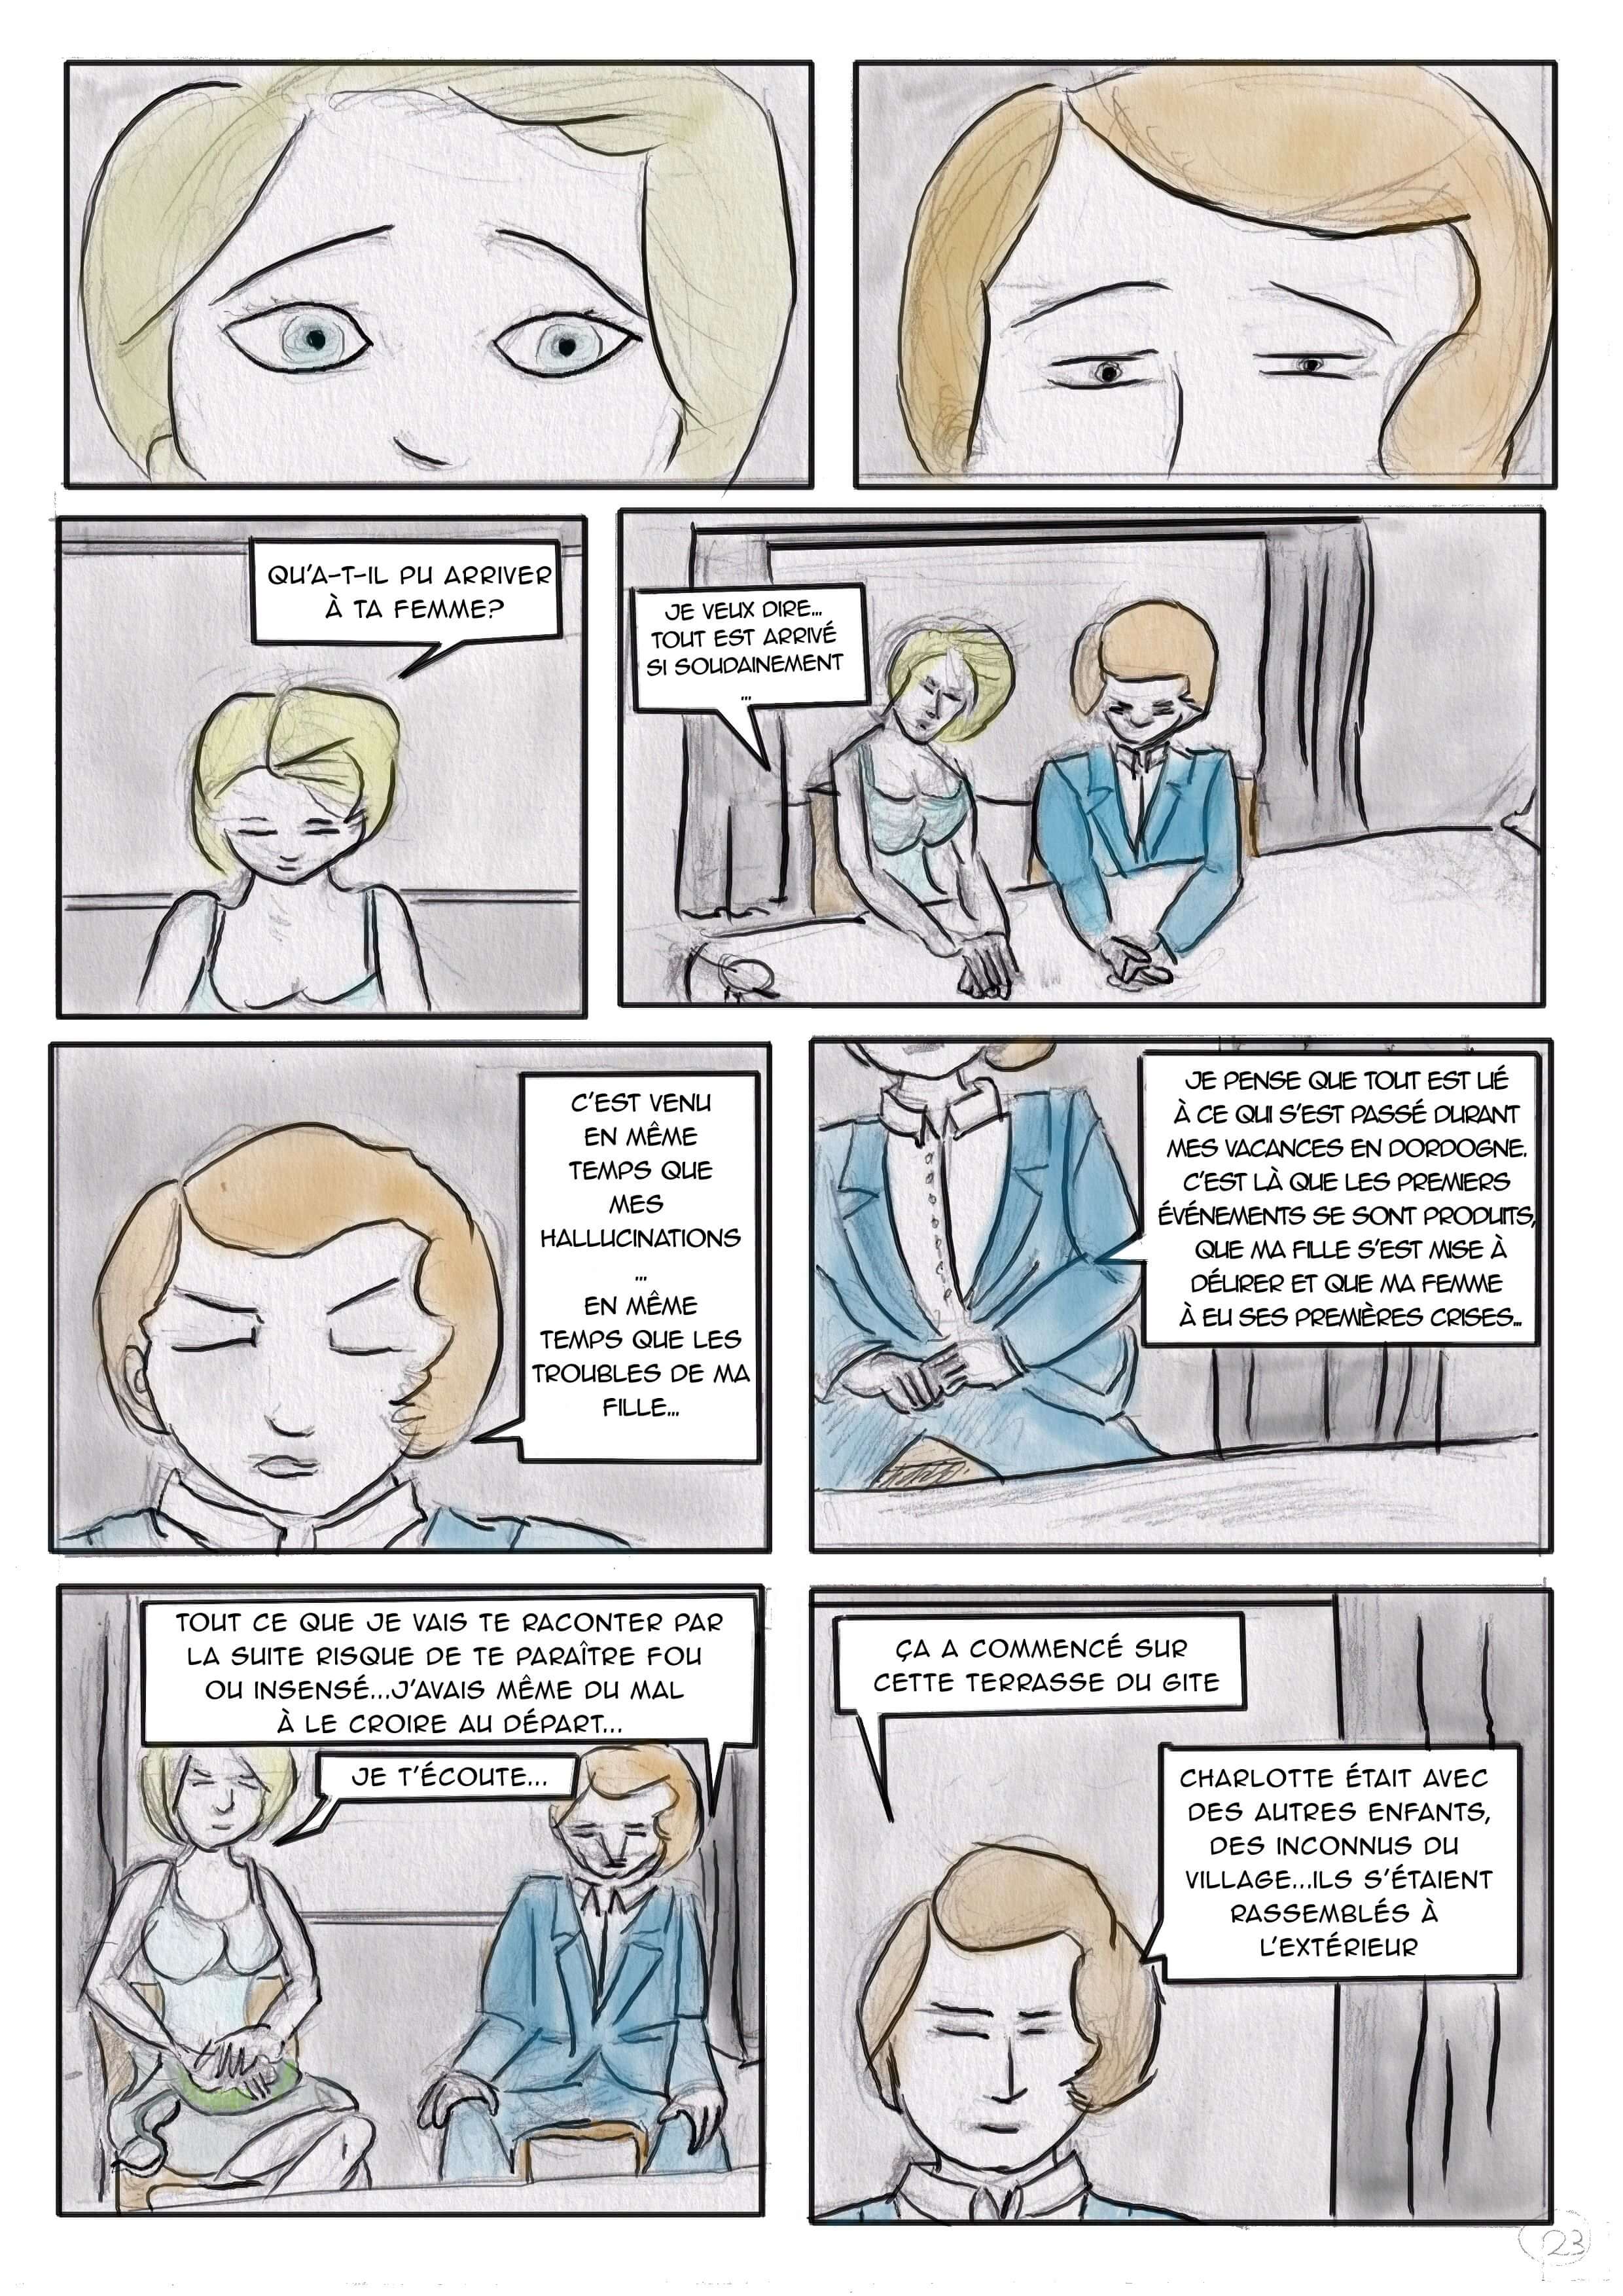 QU'A-T-IL PU ARRIVER
À TA FEMME?
JE VEUX DIRE...
TOUT EST ARRIVÉ
SI SOUDAINEMENT
...
C'EST VENU
EN MÊME
TEMPS QUE
MES
HALLUCINATIONS
...
EN MÊME
TEMPS QUE LES
TROUBLES DE MA
FILLE...
JE PENSE QUE TOUT EST LIÉ
À CE QUI S'EST PASSÉ DURANT
MES VACANCES EN DORDOGNE.
C'EST LÀ QUE LES PREMIERS
ÉVÉNEMENTS SE SONT PRODUITS,
QUE MA FILLE S'EST MISE À
DÉLIRER ET QUE MA FEMME
À EU SES PREMIÈRES CRISES...
TOUT CE QUE JE VAIS TE RACONTER PAR
LA SUITE RISQUE DE TE PARAÎTRE FOU
OU INSENSÉ...J'AVAIS MÊME DU MAL
À LE CROIRE AU DÉPART...
JE T'ÉCOUTE...
ÇA A COMMENCÉ SUR
CETTE TERRASSE DU GITE
CHARLOTTE ÉTAIT AVEC
DES AUTRES ENFANTS,
DES INCONNUS DU
VILLAGE...ILS S'ÉTAIENT
RASSEMBLÉS À
L'EXTÉRIEUR
23